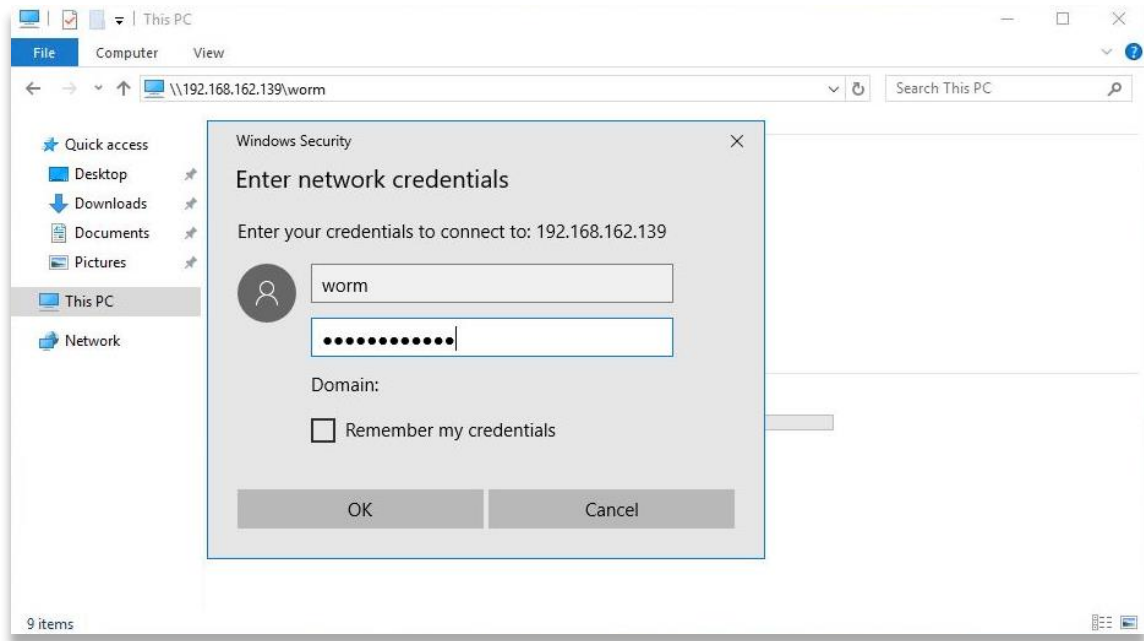 This PC
File Computer View
\\192.168.162.139\worm
Search This PC
Quick access
Desktop
Downloads
Documents
Pictures
This PC
Network
Windows Security
Enter network credentials
Enter your credentials to connect to: 192.168.162.139
worm
••••••••••••
Domain:
Remember my credentials
OK Cancel
9 items